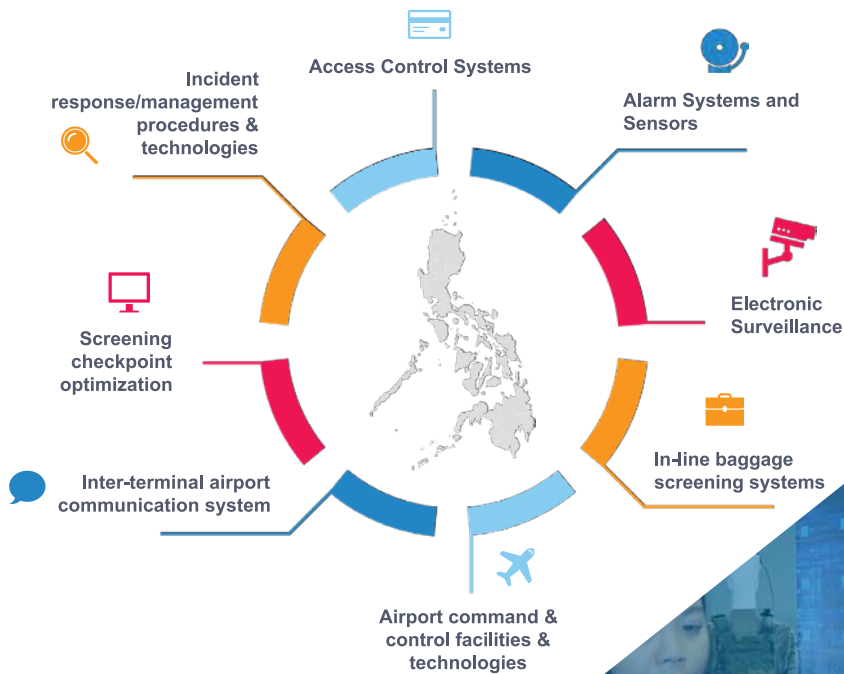 Access Control Systems
Alarm Systems and
Sensors
Electronic
Surveillance
In-line baggage
screening systems
Airport command &
control facilities &
technologies
Inter-terminal airport
communication system
Screening
checkpoint
optimization
Incident
response/management
procedures &
technologies